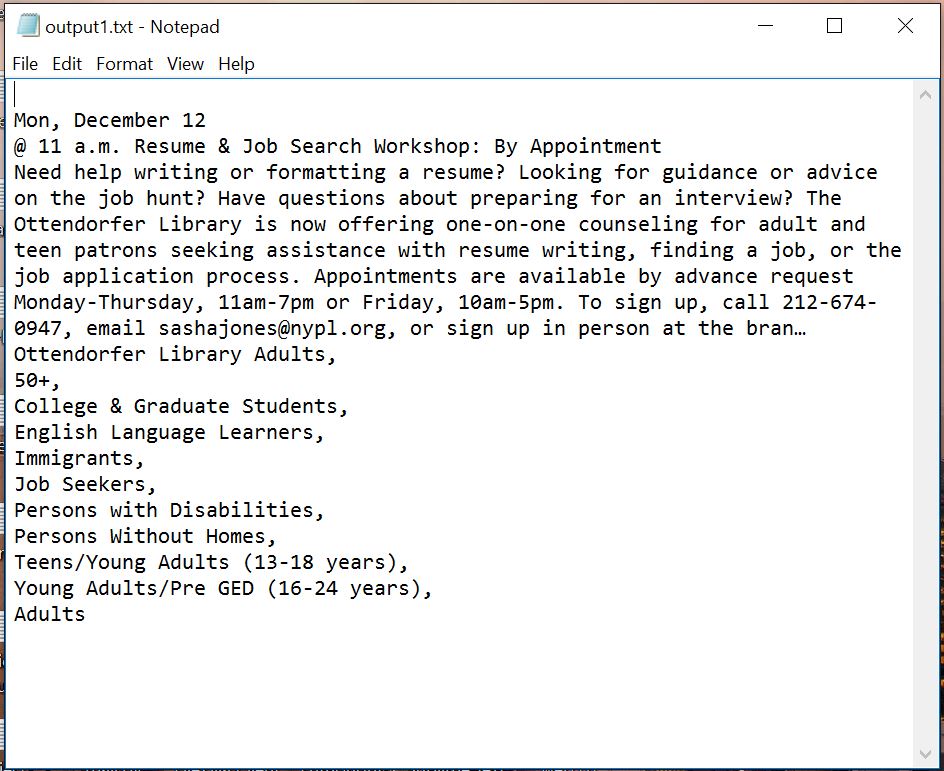 output1.txt - Notepad
File Edit Format View Help
Mon, December 12
@ 11 a.m. Resume & Job Search Workshop: By Appointment
Need help writing or formatting a resume? Looking for guidance or advice
on the job hunt? Have questions about preparing for an interview? The
Ottendorfer Library is now offering one-on-one counseling for adult and
teen patrons seeking assistance with resume writing, finding a job, or the
job application process. Appointments are available by advance request
Monday-Thursday, 11am-7pm or Friday, 10am-5pm. To sign up, call 212-674-
0947, email sashajones@nypl.org, or sign up in person at the bran…
Ottendorfer Library Adults,
50+,
College & Graduate Students,
English Language Learners,
Immigrants,
Job Seekers,
Persons with Disabilities,
Persons Without Homes,
Teens/Young Adults (13-18 years),
Young Adults/Pre GED (16-24 years),
Adults